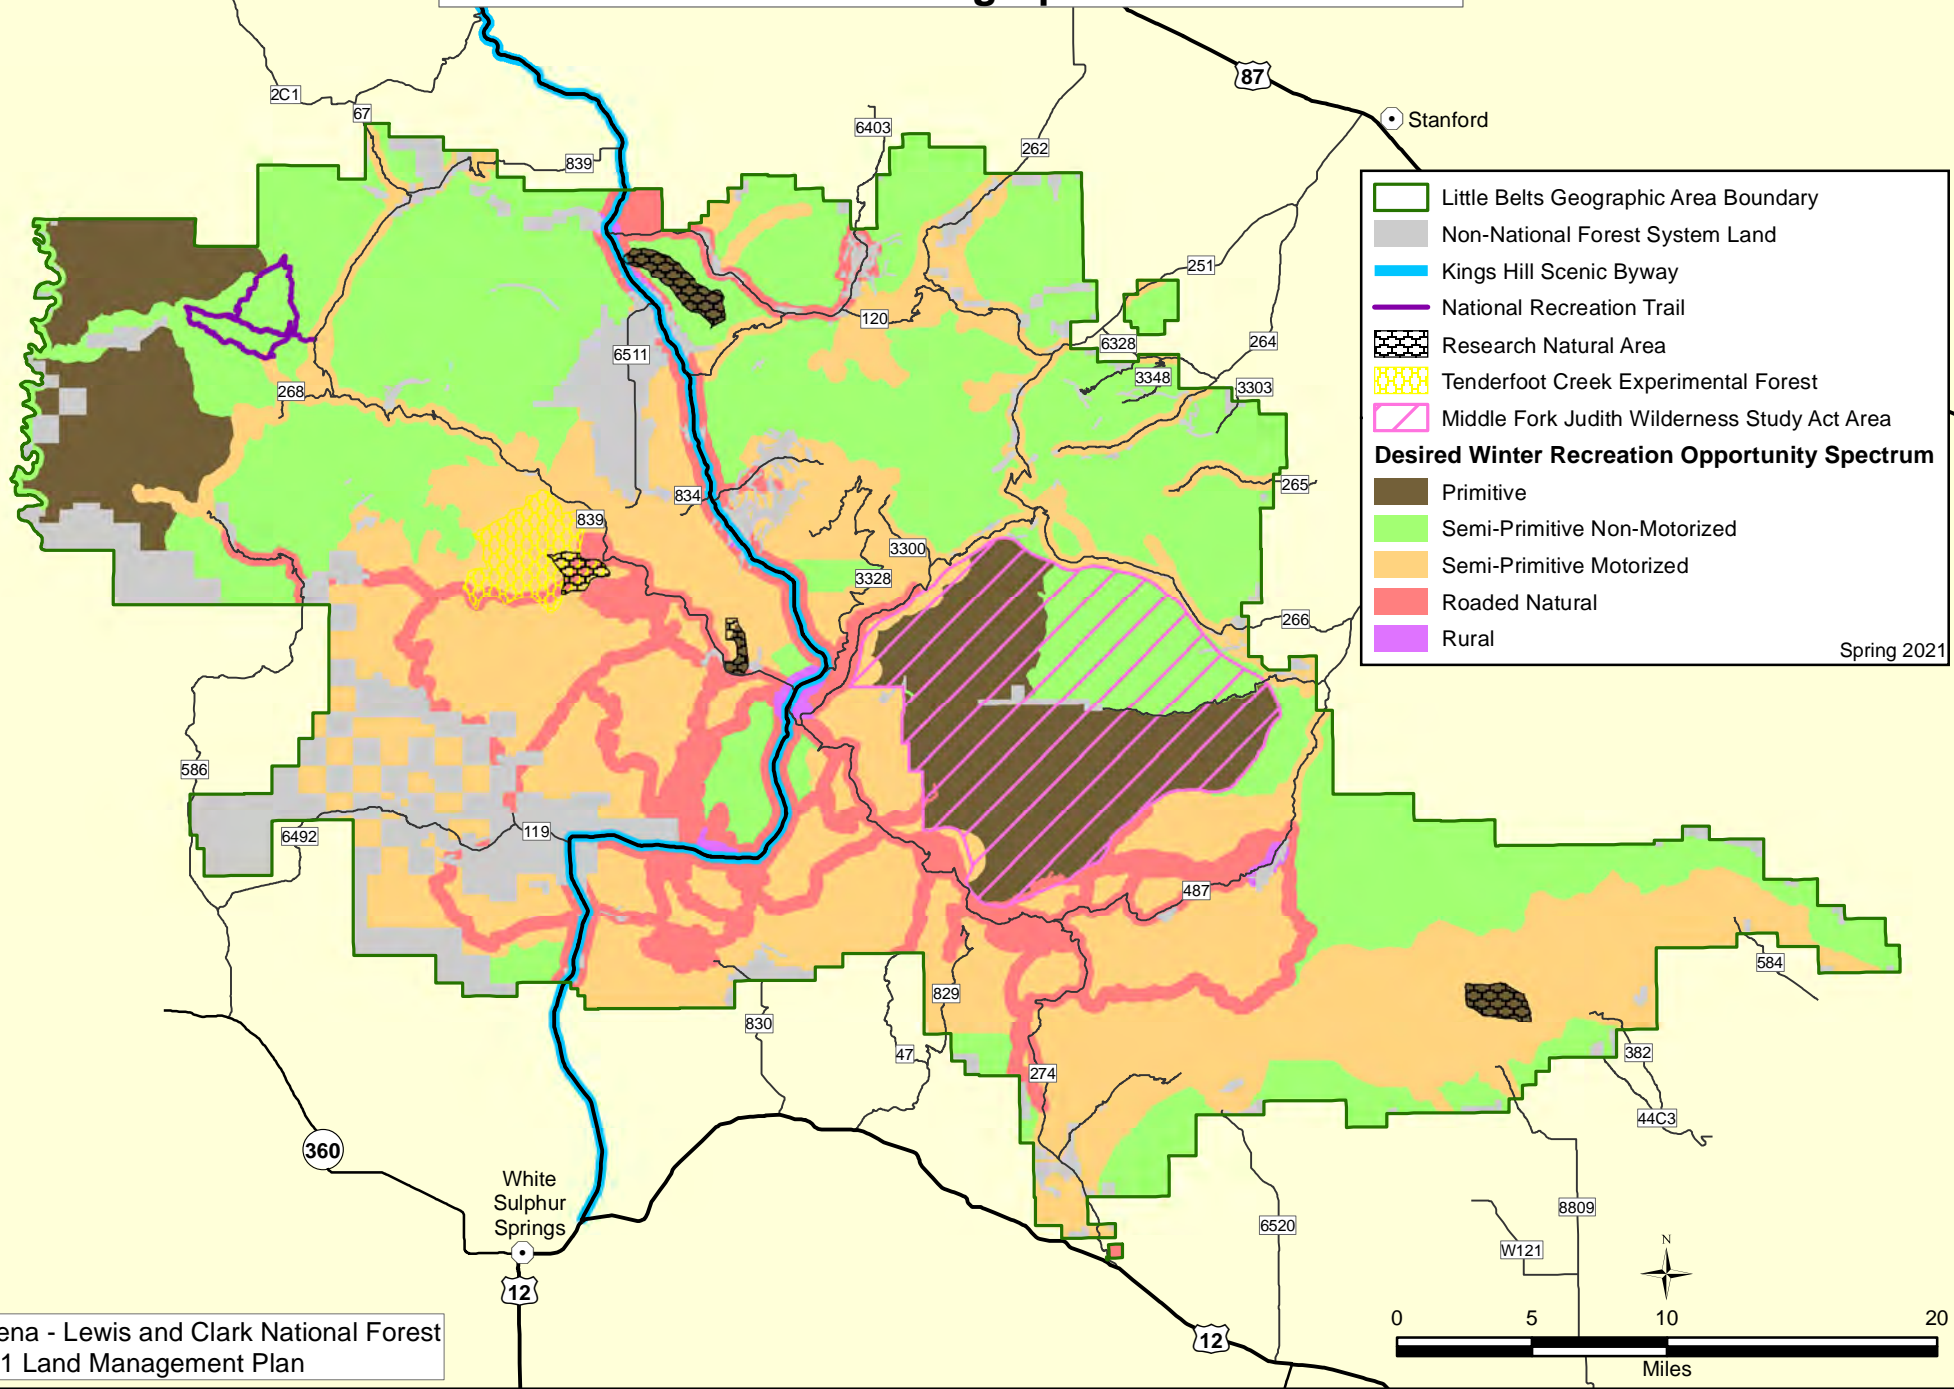 87
Stanford
2C1
67
839
6403
262
251
264
6328
3348
3303
120
6511
268
834
839
265
3300
3328
266
586
6492
119
487
584
829
830
47
274
382
44C3
360
White
Sulphur
Springs
12
6520
8809
W121
12
Little Belts Geographic Area Boundary
Non-National Forest System Land
Kings Hill Scenic Byway
National Recreation Trail
Research Natural Area
Tenderfoot Creek Experimental Forest
Middle Fork Judith Wilderness Study Act Area
Desired Winter Recreation Opportunity Spectrum
Primitive
Semi-Primitive Non-Motorized
Semi-Primitive Motorized
Roaded Natural
Rural
Spring 2021
N
0 5 10 20
Miles
ena - Lewis and Clark National Forest
1 Land Management Plan